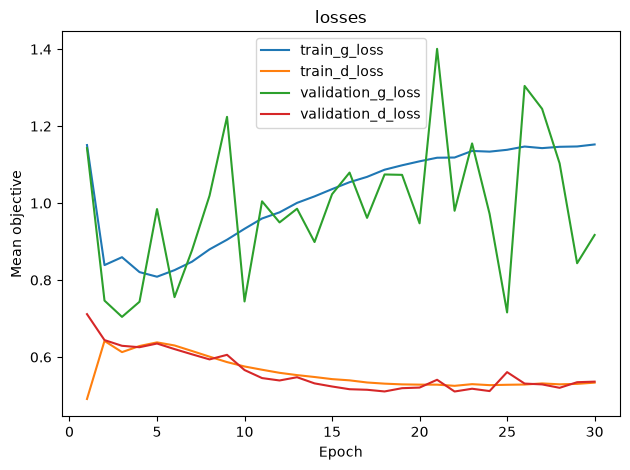 losses
train_g_loss
train_d_loss
validation_g_loss
validation_d_loss
1.4
1.2
1.0
0.8
0.6
Mean objective
0
5
10
15
20
25
30
Epoch